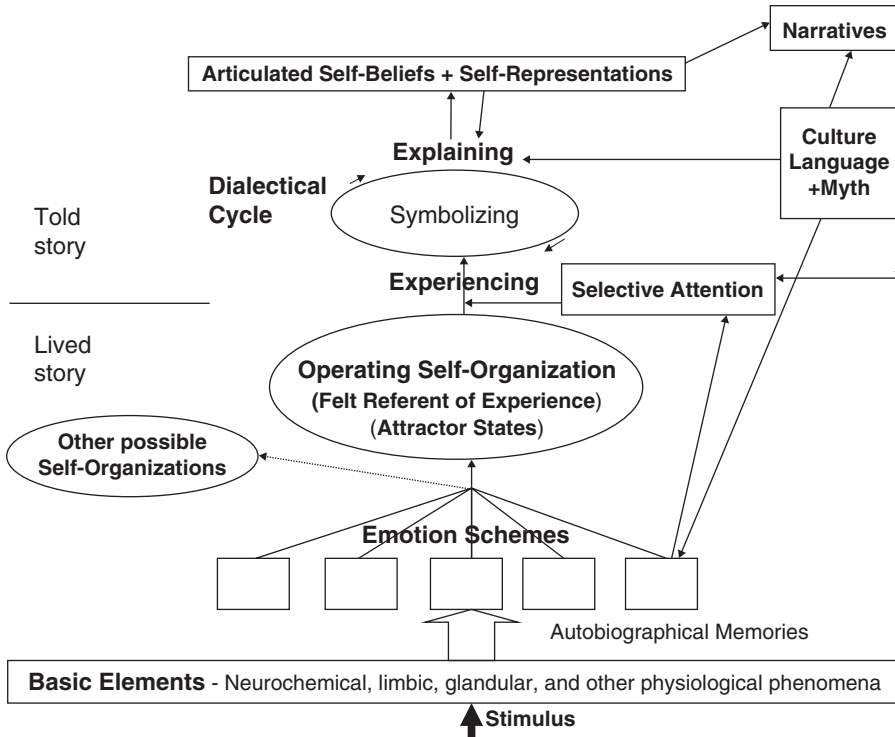 Narratives
Articulated Self-Beliefs + Self-Representations
Culture
Language
+Myth
Explaining
Dialectical
Cycle
Symbolizing
Told
story
Experiencing
Selective Attention
Lived
story
Operating Self-Organization
(Felt Referent of Experience)
(Attractor States)
Other possible
Self-Organizations
Emotion Schemes
Autobiographical Memories
Basic Elements - Neurochemical, limbic, glandular, and other physiological phenomena
Stimulus